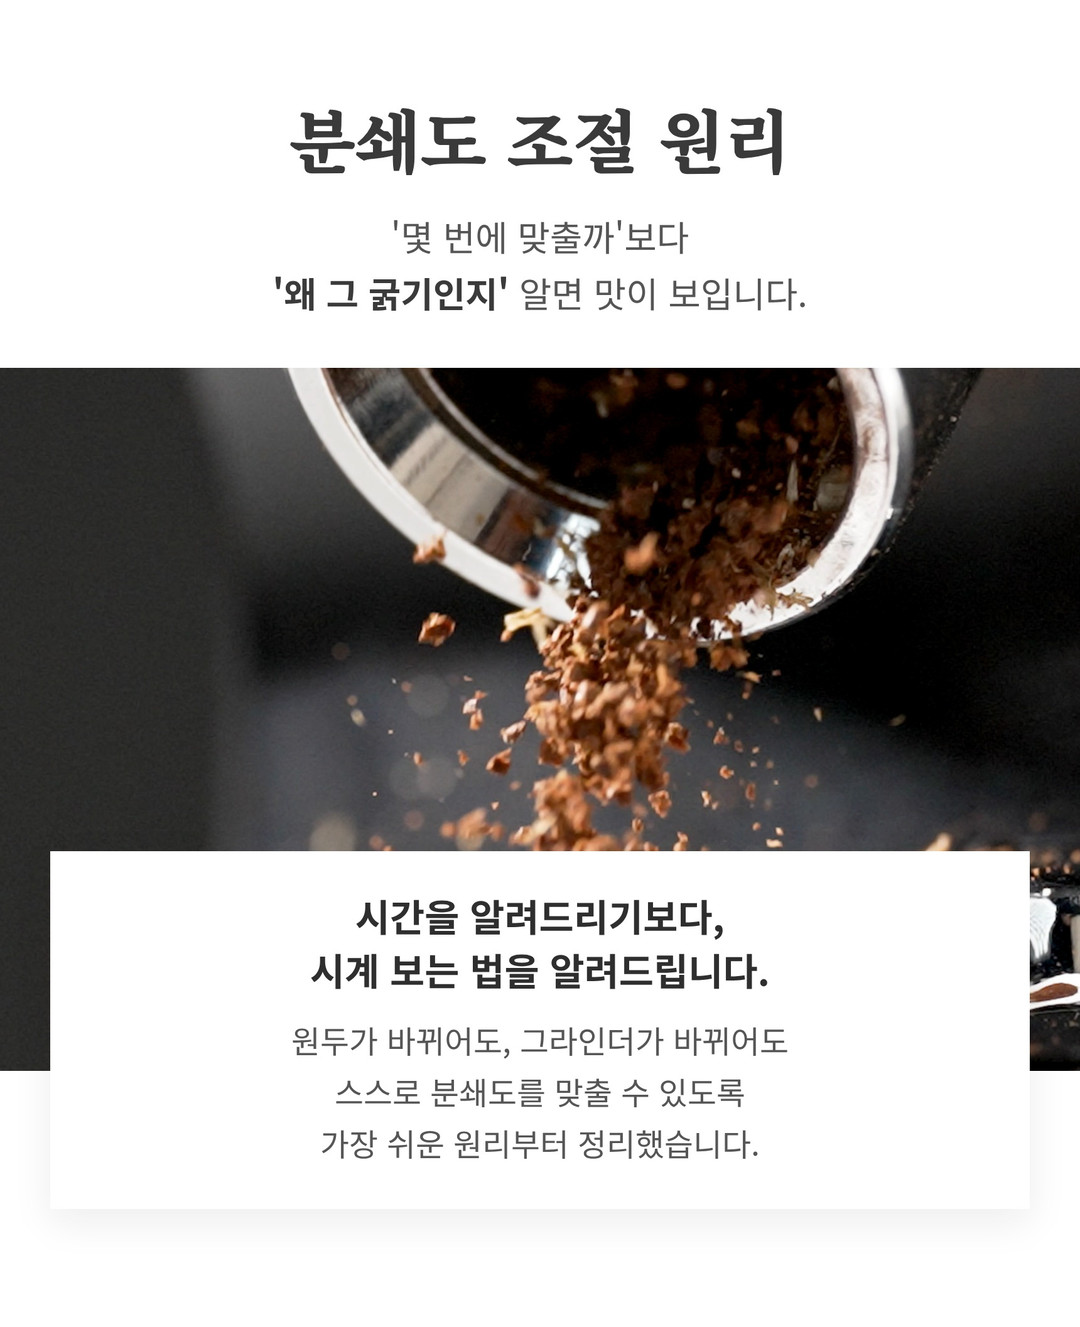 분쇄도 조절 원리
'몇 번에 맞출까'보다
'왜 그 굵기인지' 알면 맛이 보입니다.
시간을 알려드리기보다,
시계 보는 법을 알려드립니다.
원두가 바뀌어도, 그라인더가 바뀌어도
스스로 분쇄도를 맞출 수 있도록
가장 쉬운 원리부터 정리했습니다.